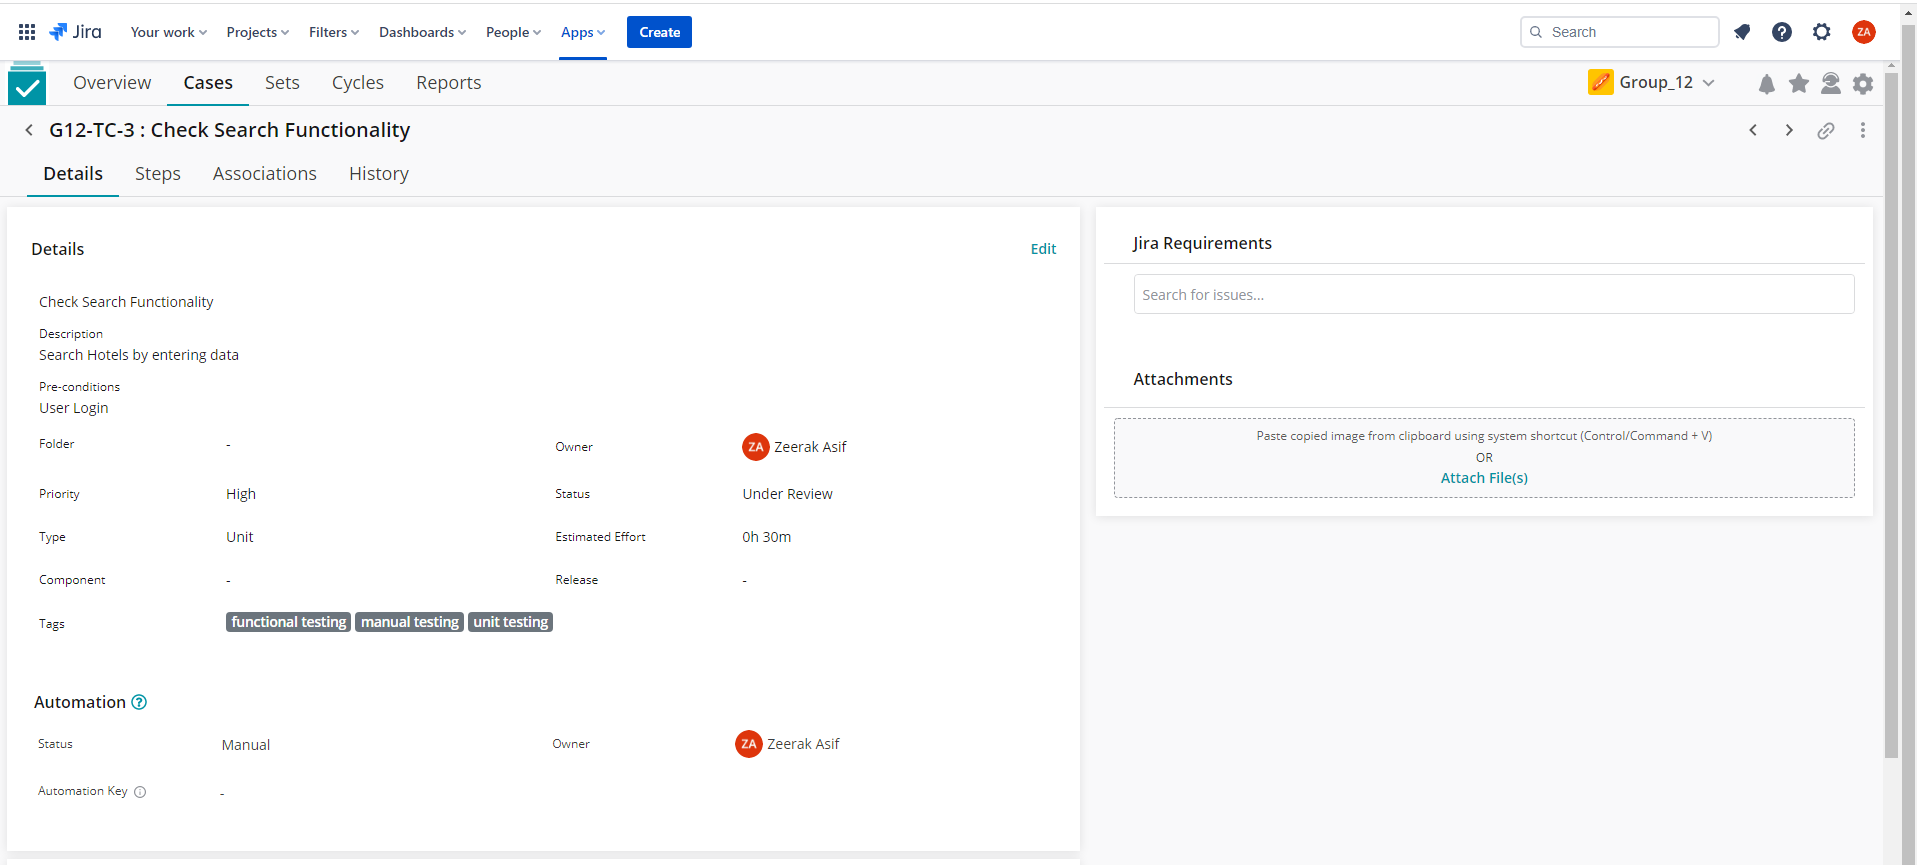 Jira Your work Projects Filters Dashboards People Apps Create Search ZA
Overview Cases Sets Cycles Reports Group_12
G12-TC-3 : Check Search Functionality
Details Steps Associations History
Details Edit
Check Search Functionality
Description
Search Hotels by entering data
Pre-conditions
User Login
Folder - Owner ZA Zeerak Asif
Priority High Status Under Review
Type Unit Estimated Effort 0h 30m
Component - Release -
Tags functional testing manual testing unit testing
Automation ?
Status Manual Owner ZA Zeerak Asif
Automation Key -
Jira Requirements
Search for issues...
Attachments
Paste copied image from clipboard using system shortcut (Control/Command + V)
OR
Attach File(s)